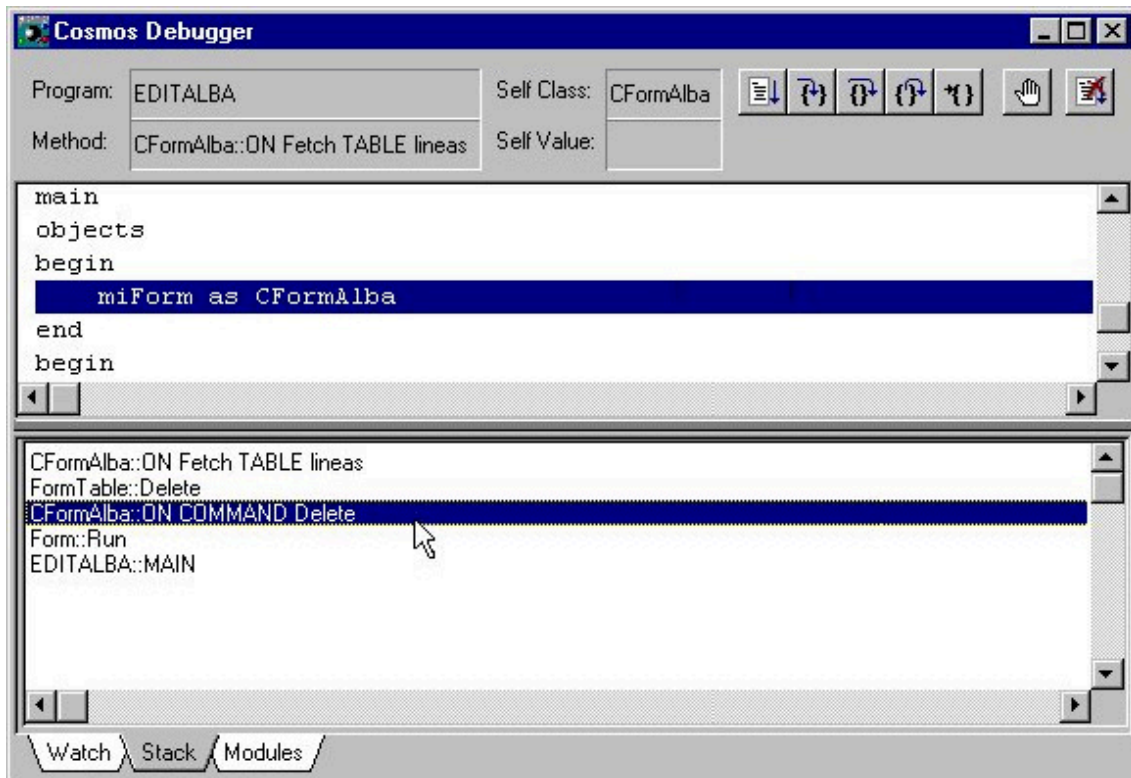 Cosmos Debugger
Program: EDITALBA Self Class: CFormAlba
Method: CFormAlba::ON Fetch TABLE lineas Self Value:
main
objects
begin
miForm as CFormAlba
end
begin
CFormAlba::ON Fetch TABLE lineas
FormTable::Delete
CFormAlba::ON COMMAND Delete
Form::Run
EDITALBA::MAIN
Watch Stack Modules